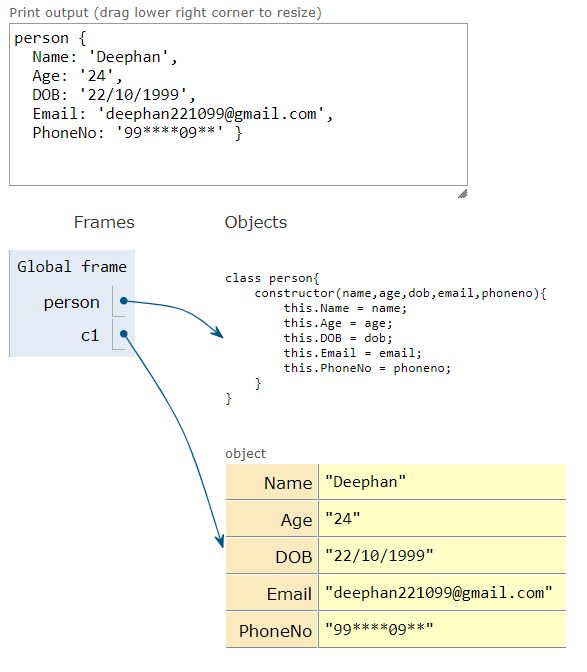 Print output (drag lower right corner to resize)
person {
  Name: 'Deephan',
  Age: '24',
  DOB: '22/10/1999',
  Email: 'deephan221099@gmail.com',
  PhoneNo: '99****09**' }
Frames
Objects
Global frame
person
c1
class person{
    constructor(name,age,dob,email,phoneno){
        this.Name = name;
        this.Age = age;
        this.DOB = dob;
        this.Email = email;
        this.PhoneNo = phoneno;
    }
}
object
Name "Deephan"
Age "24"
DOB "22/10/1999"
Email "deephan221099@gmail.com"
PhoneNo "99****09**"